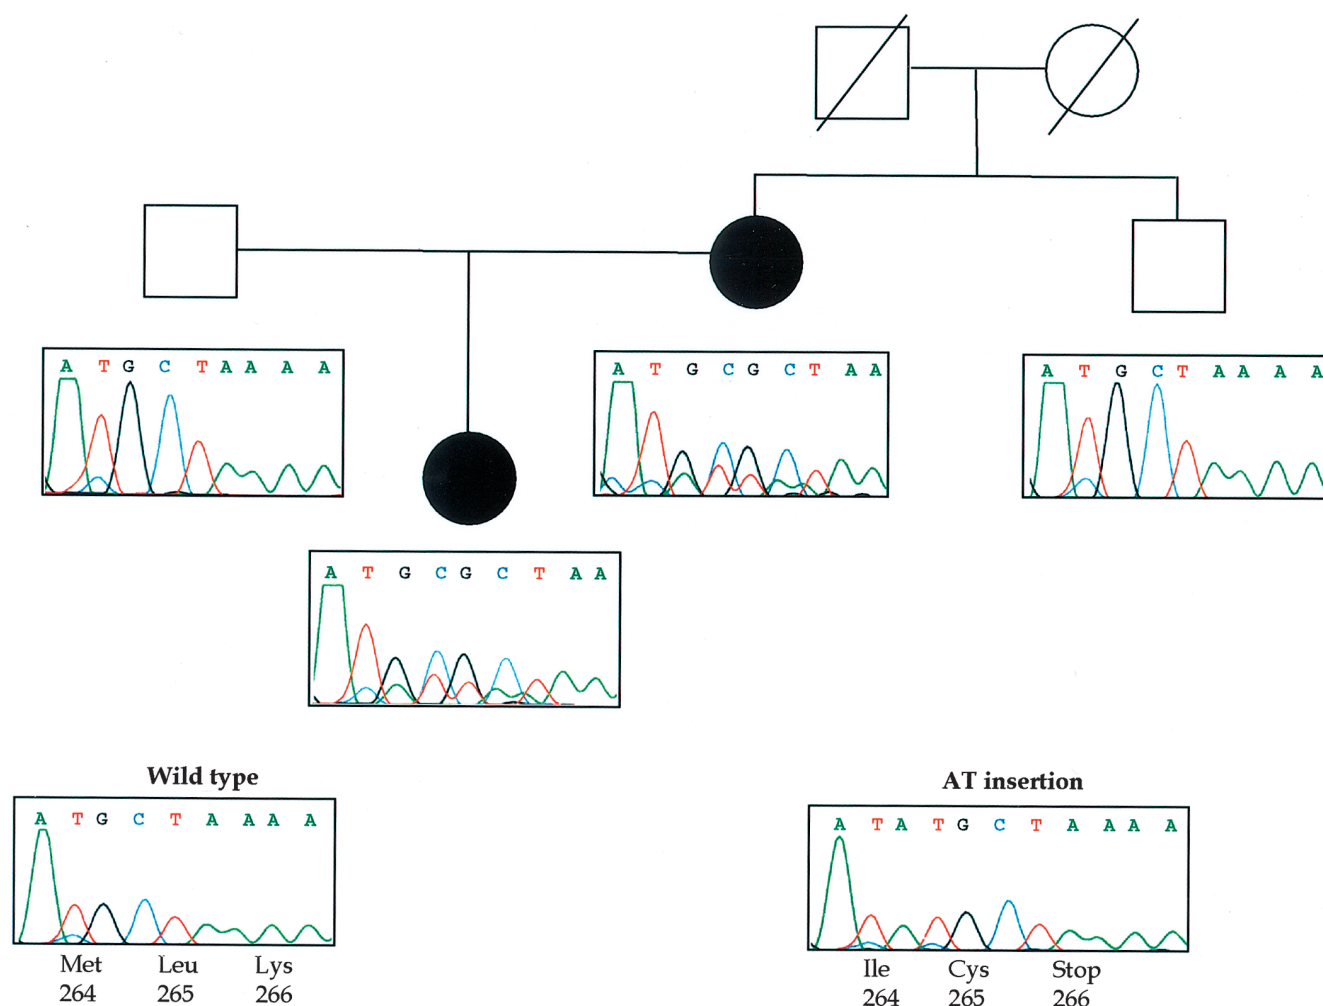 A T G C T A A A A
A T G C G C T A A
A T G C T A A A A
A T G C G C T A A
Wild type
A T G C T A A A A
Met Leu Lys
264 265 266
AT insertion
A T A T G C T A A A A
Ile Cys Stop
264 265 266